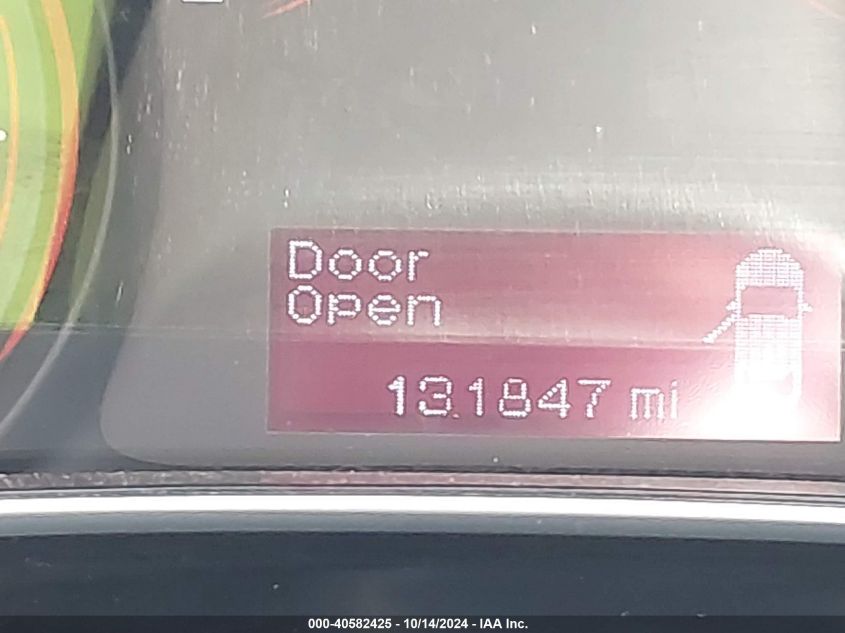 Door
Open
131847 mi
000-40582425 - 10/14/2024 - IAA Inc.